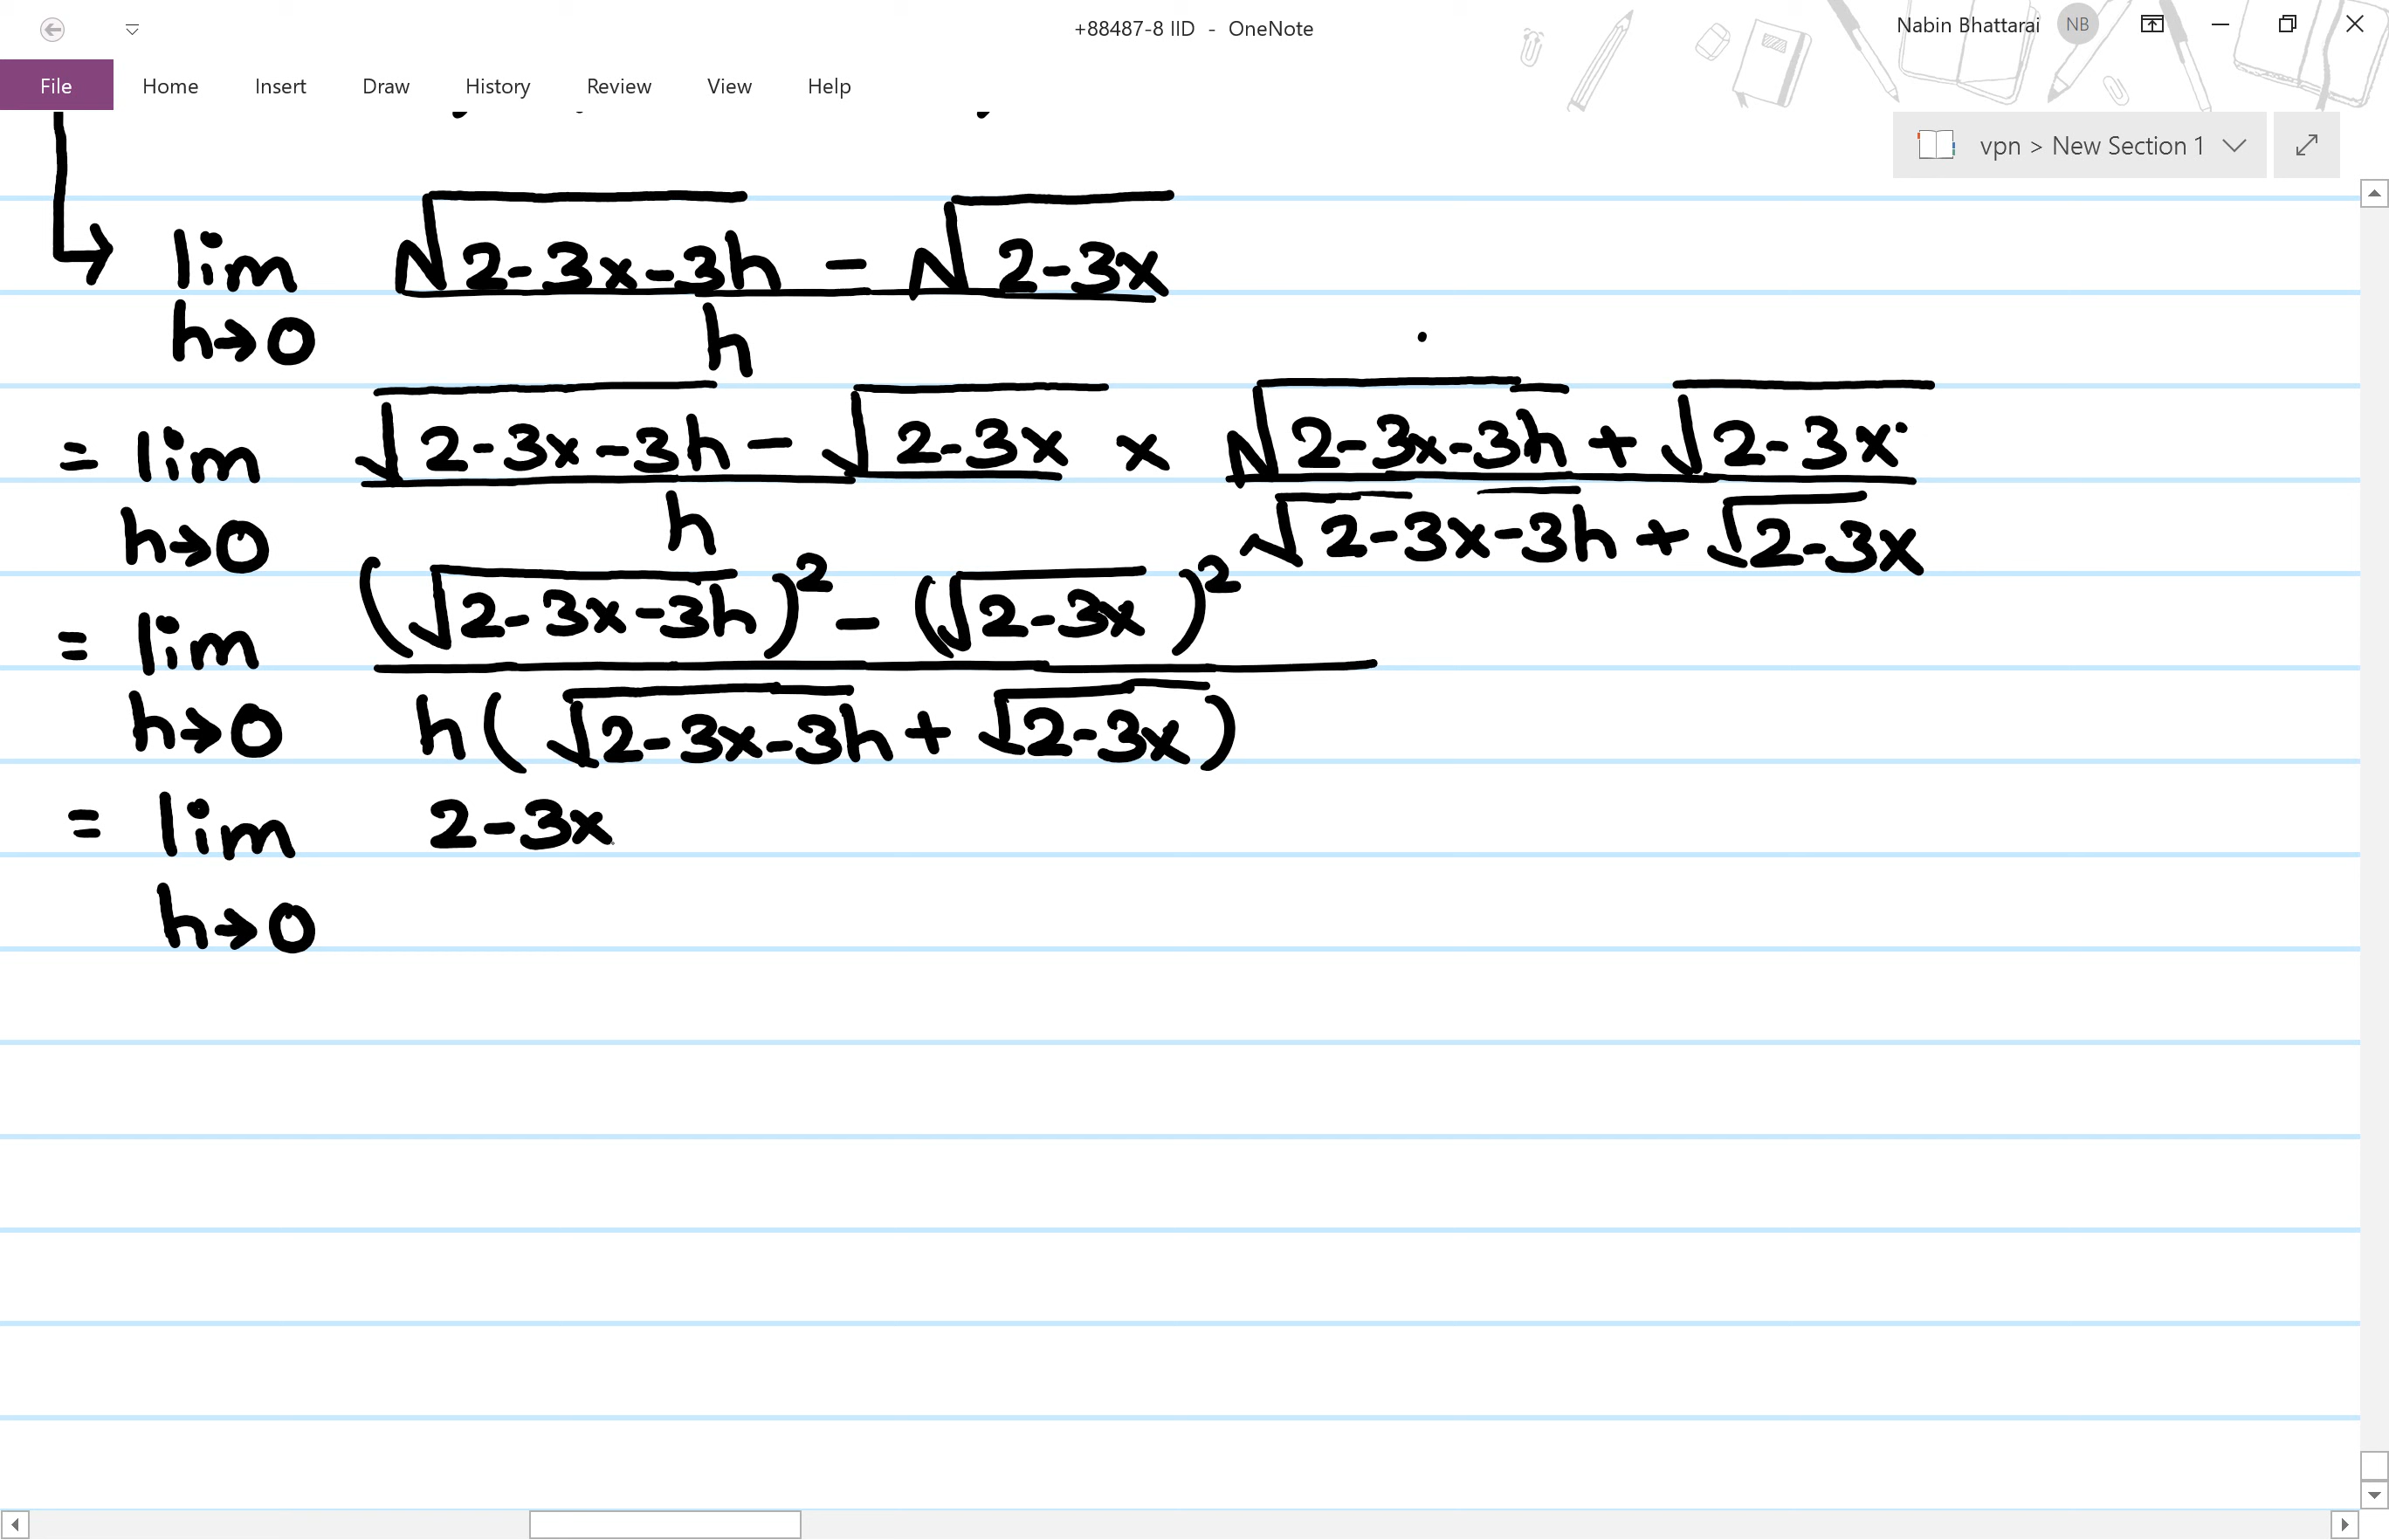 +88487-8 IID - OneNote
Nabin Bhattarai NB
File Home Insert Draw History Review View Help
vpn > New Section 1
lim h→0 (√(2-3x-3h) - √(2-3x)) / h
= lim h→0 (√(2-3x-3h) - √(2-3x)) / h × (√(2-3x-3h) + √(2-3x)) / (√(2-3x-3h) + √(2-3x))
= lim h→0 ((√(2-3x-3h))² - (√(2-3x))²) / (h(√(2-3x-3h) + √(2-3x)))
= lim h→0 2-3x